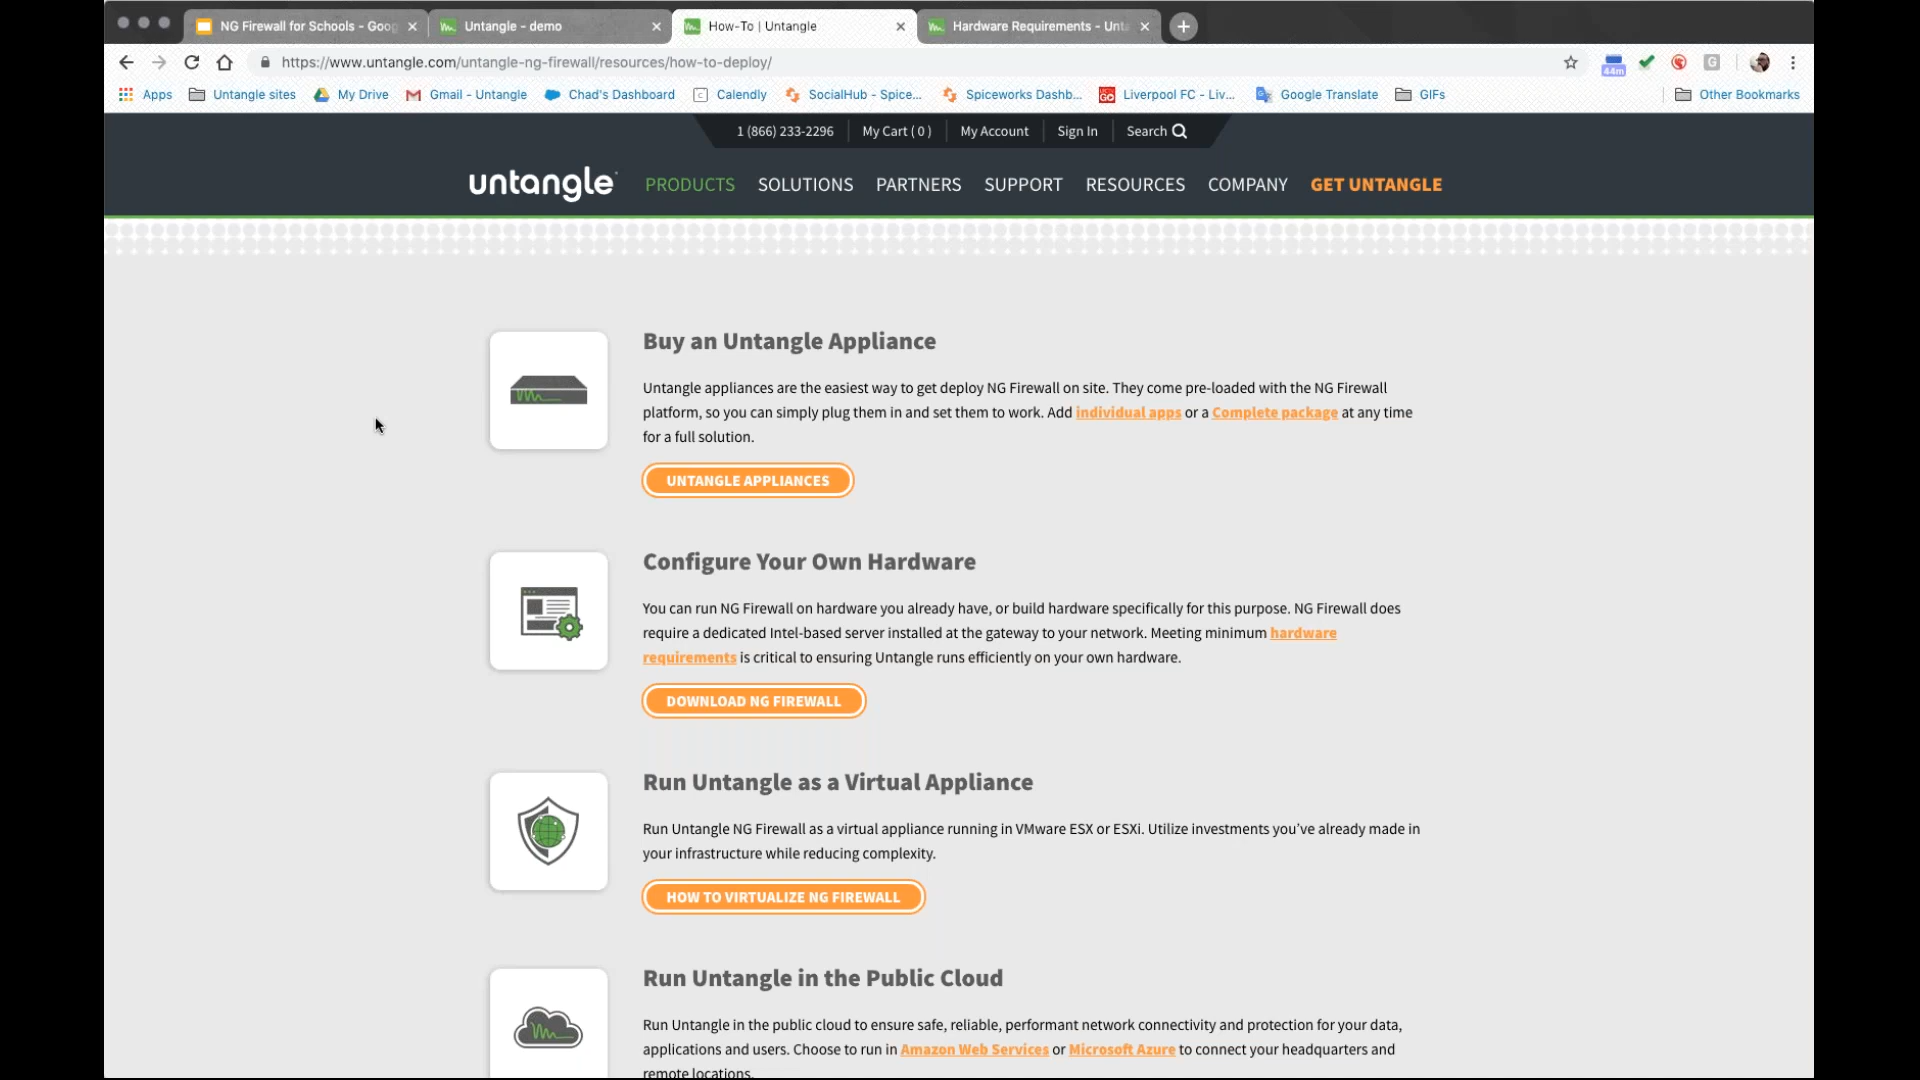 NG Firewall for Schools - Goog
Untangle - demo
How-To | Untangle
Hardware Requirements - Unta
https://www.untangle.com/untangle-ng-firewall/resources/how-to-deploy/
44m
G
Apps
Untangle sites
My Drive
Gmail - Untangle
Chad's Dashboard
Calendly
SocialHub - Spice...
Spiceworks Dashb...
Liverpool FC - Liv...
Google Translate
GIFs
Other Bookmarks
1 (866) 233-2296
My Cart ( 0 )
My Account
Sign In
Search
untangle
PRODUCTS
SOLUTIONS
PARTNERS
SUPPORT
RESOURCES
COMPANY
GET UNTANGLE
Buy an Untangle Appliance
Untangle appliances are the easiest way to get deploy NG Firewall on site. They come pre-loaded with the NG Firewall
platform, so you can simply plug them in and set them to work. Add individual apps or a Complete package at any time
for a full solution.
UNTANGLE APPLIANCES
Configure Your Own Hardware
You can run NG Firewall on hardware you already have, or build hardware specifically for this purpose. NG Firewall does
require a dedicated Intel-based server installed at the gateway to your network. Meeting minimum hardware
requirements is critical to ensuring Untangle runs efficiently on your own hardware.
DOWNLOAD NG FIREWALL
Run Untangle as a Virtual Appliance
Run Untangle NG Firewall as a virtual appliance running in VMware ESX or ESXi. Utilize investments you've already made in
your infrastructure while reducing complexity.
HOW TO VIRTUALIZE NG FIREWALL
Run Untangle in the Public Cloud
Run Untangle in the public cloud to ensure safe, reliable, performant network connectivity and protection for your data,
applications and users. Choose to run in Amazon Web Services or Microsoft Azure to connect your headquarters and
remote locations.